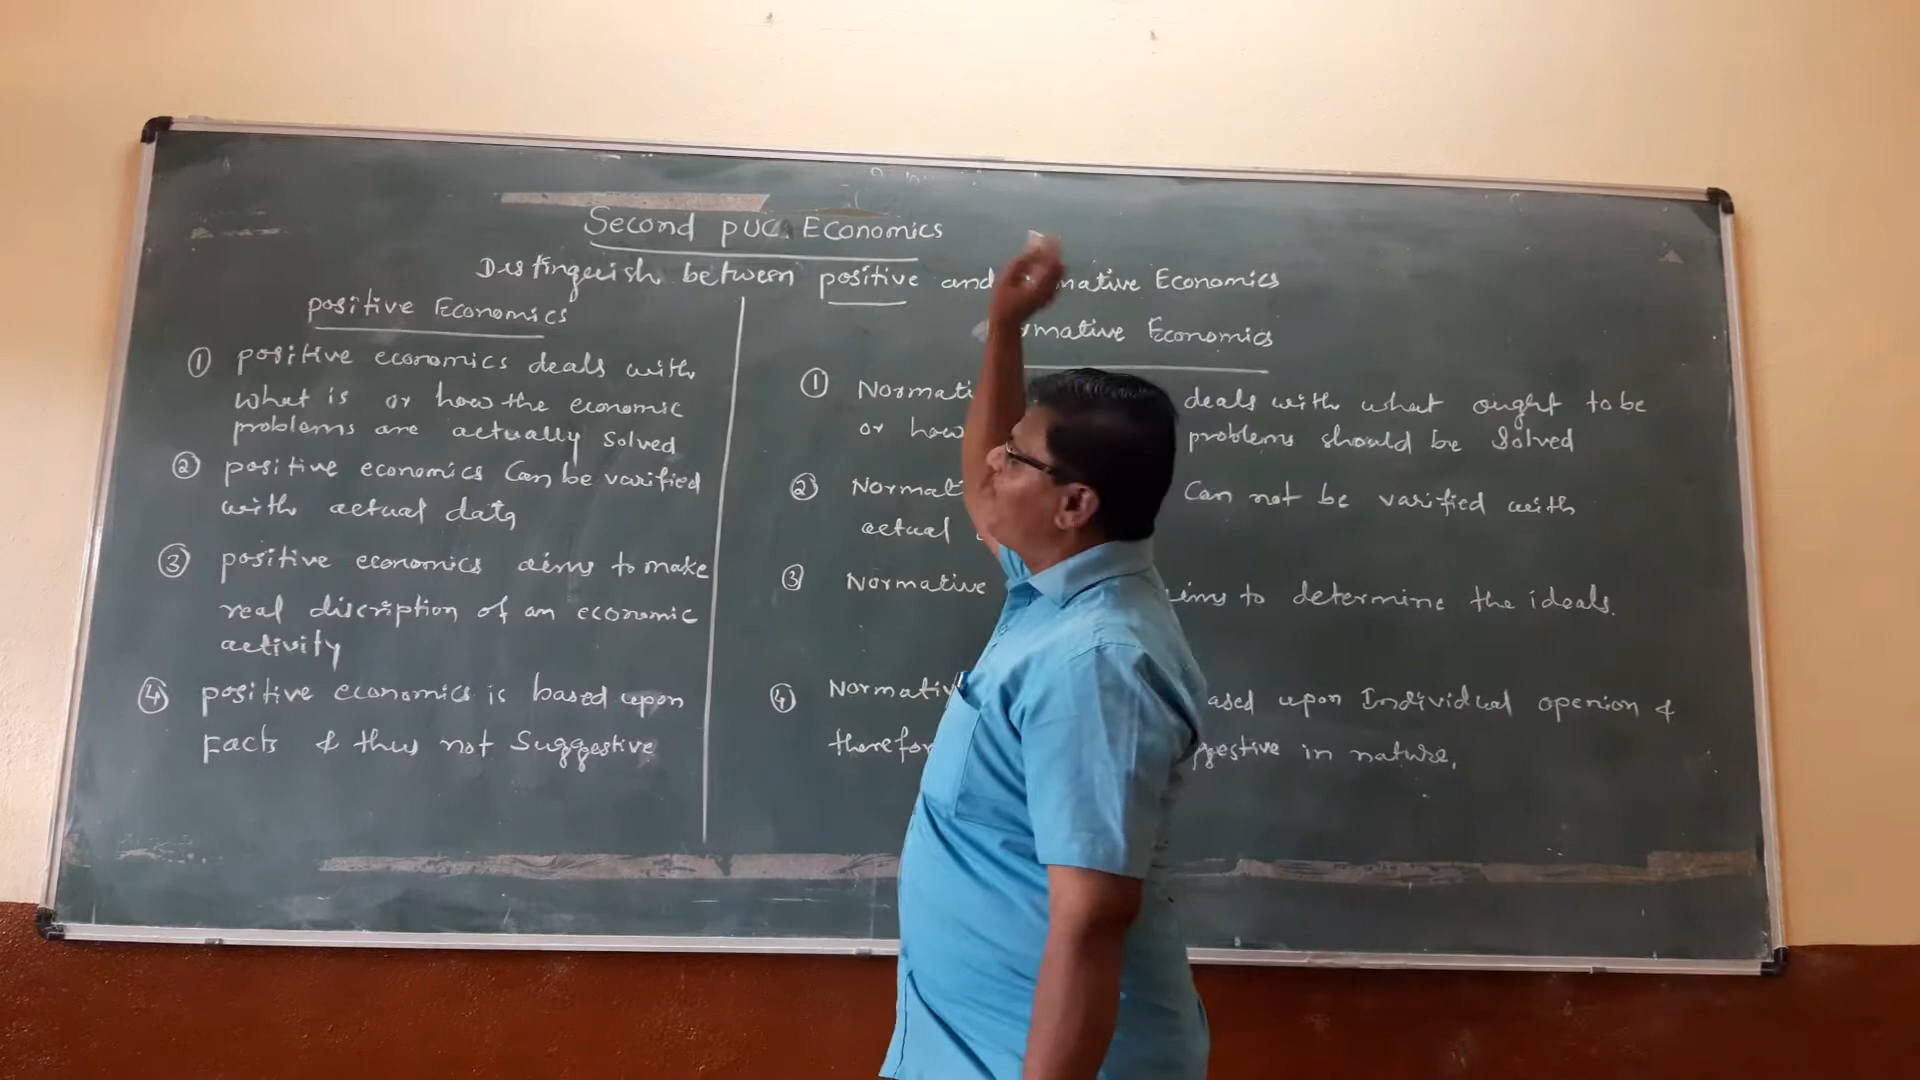 Second PUC Economics
Distinguish between positive and mative Economics
positive Economics
① positive economics deals with
what is or how the economic
problems are actually solved
② positive economics Can be varified
with actual data
③ positive economics aims to make
real discription of an economic
activity
④ positive economics is based upon
Facts & thus not Suggestive
rmative Economics
① Normati deals with what ought to be
or how problems should be Solved
② Normat Can not be varified with
actual
③ Normative ims to determine the ideals.
④ Normativ ased upon Individual openion &
therefor ggestive in nature.